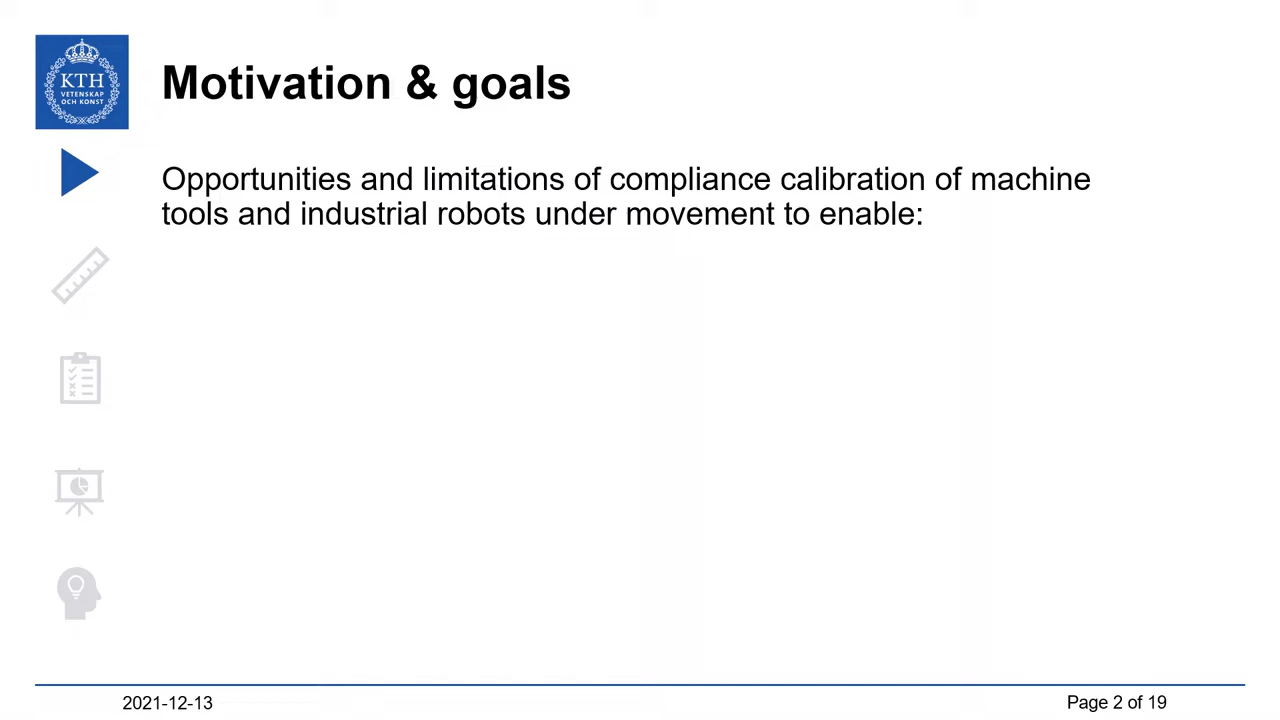 KTH
VETENSKAP
OCH KONST
Motivation & goals
Opportunities and limitations of compliance calibration of machine
tools and industrial robots under movement to enable:
2021-12-13
Page 2 of 19